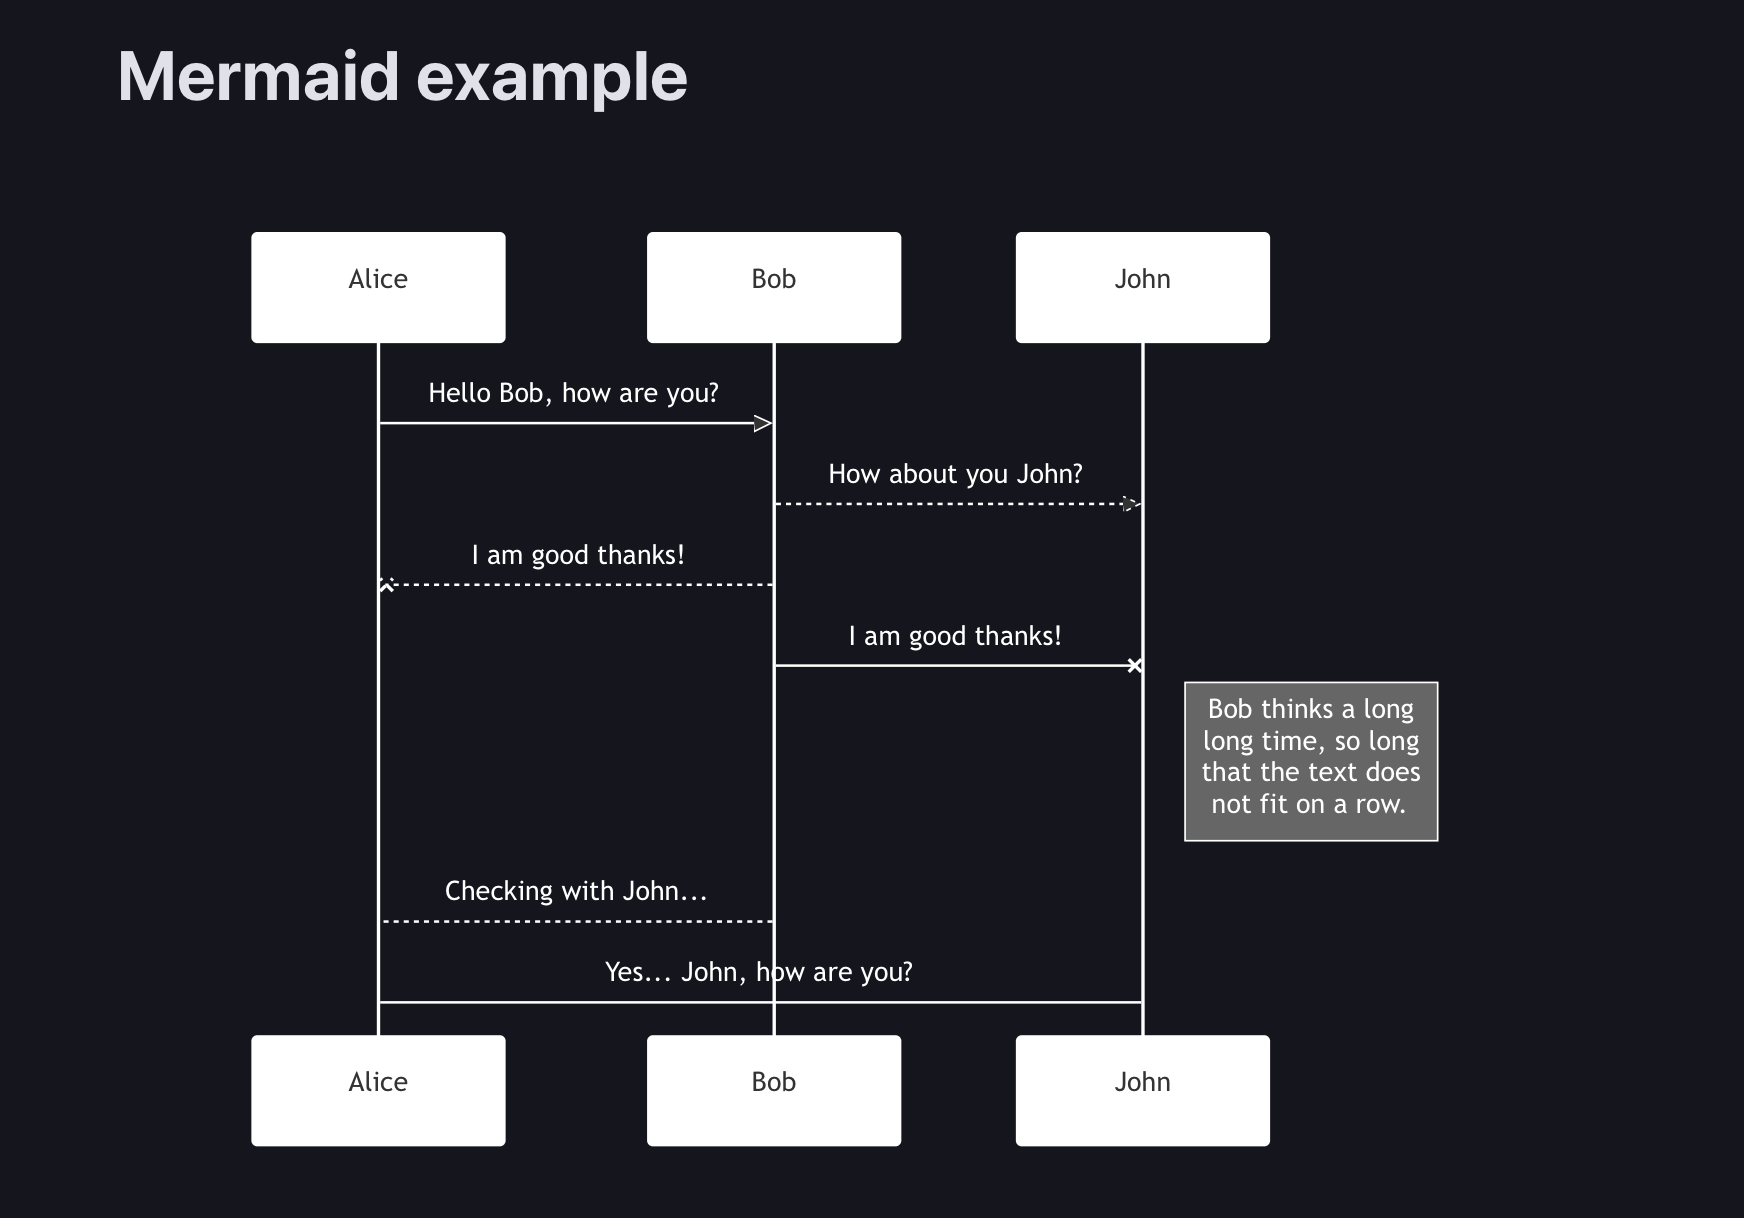 Mermaid example
Alice
Bob
John
Hello Bob, how are you?
How about you John?
I am good thanks!
I am good thanks!
Bob thinks a long
long time, so long
that the text does
not fit on a row.
Checking with John...
Yes... John, how are you?
Alice
Bob
John